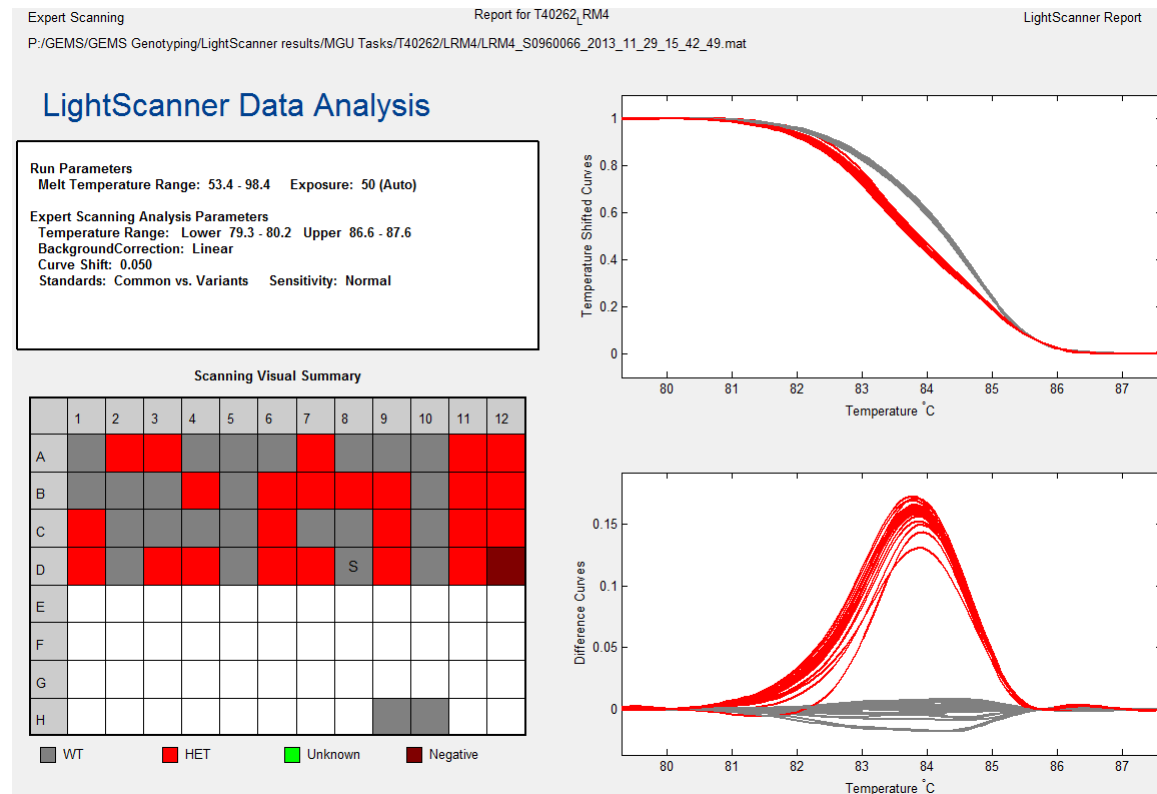 Expert Scanning
Report for T40262_LRM4
LightScanner Report
P:/GEMS/GEMS Genotyping/LightScanner results/MGU Tasks/T40262/LRM4/LRM4_S0960066_2013_11_29_15_42_49.mat
LightScanner Data Analysis
Run Parameters
Melt Temperature Range: 53.4 - 98.4 Exposure: 50 (Auto)
Expert Scanning Analysis Parameters
Temperature Range: Lower 79.3 - 80.2 Upper 86.6 - 87.6
BackgroundCorrection: Linear
Curve Shift: 0.050
Standards: Common vs. Variants Sensitivity: Normal
Scanning Visual Summary
1 2 3 4 5 6 7 8 9 10 11 12
A
B
C
D S
E
F
G
H
WT HET Unknown Negative
Temperature Shifted Curves
1
0.8
0.6
0.4
0.2
0
80 81 82 83 84 85 86 87
Temperature °C
Difference Curves
0.15
0.1
0.05
0
80 81 82 83 84 85 86 87
Temperature °C